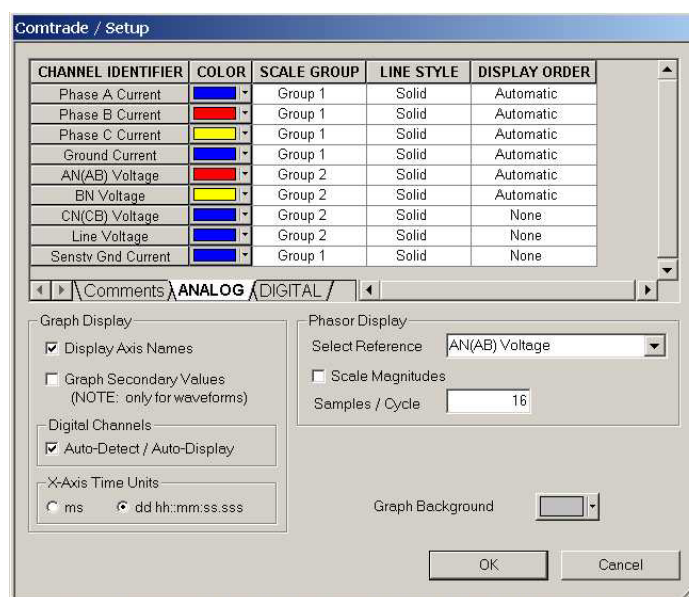 Comtrade / Setup
CHANNEL IDENTIFIER COLOR SCALE GROUP LINE STYLE DISPLAY ORDER
Phase A Current Group 1 Solid Automatic
Phase B Current Group 1 Solid Automatic
Phase C Current Group 1 Solid Automatic
Ground Current Group 1 Solid Automatic
AN(AB) Voltage Group 2 Solid Automatic
BN Voltage Group 2 Solid Automatic
CN(CB) Voltage Group 2 Solid None
Line Voltage Group 2 Solid None
Senstv Gnd Current Group 1 Solid None
Comments ANALOG DIGITAL
Graph Display
Display Axis Names
Graph Secondary Values
(NOTE: only for waveforms)
Digital Channels
Auto-Detect / Auto-Display
X-Axis Time Units
ms dd hh::mm:ss.sss
Phasor Display
Select Reference AN(AB) Voltage
Scale Magnitudes
Samples / Cycle 16
Graph Background
OK Cancel